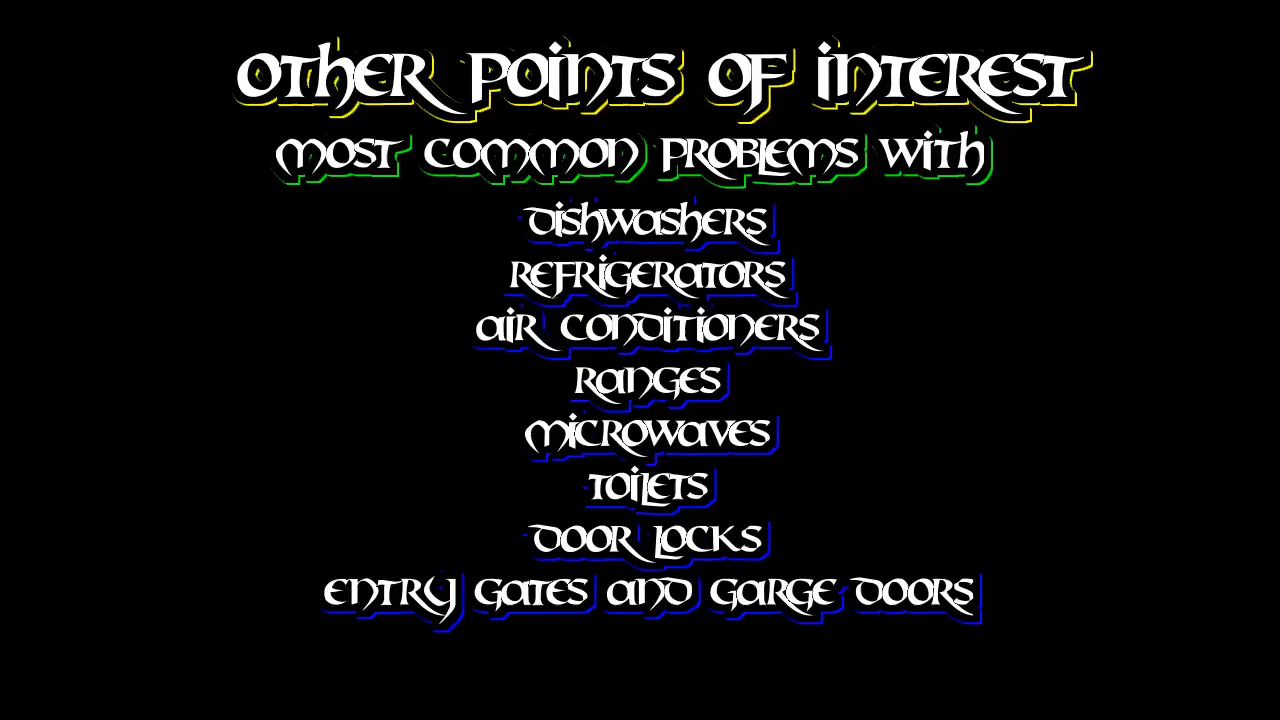 OTHER POINTS OF INTEREST
MOST COMMON PROBLEMS WITH
DISHWASHERS
REFRIGERATORS
AIR CONDITIONERS
RANGES
MICROWAVES
TOILETS
DOOR LOCKS
ENTRY GATES AND GARGE DOORS